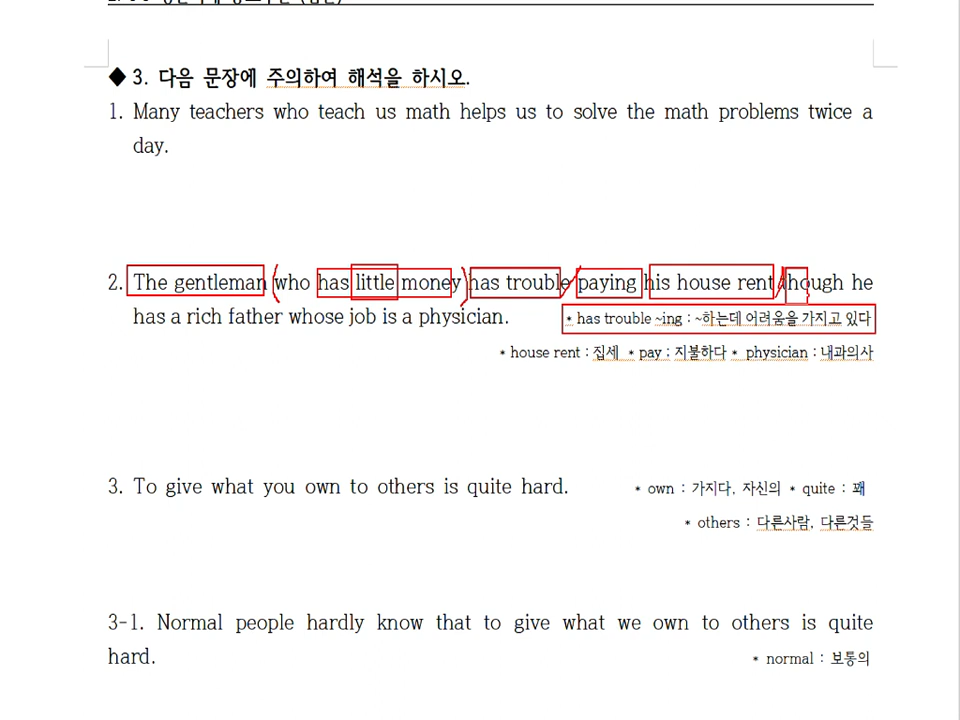 ◆ 3. 다음 문장에 주의하여 해석을 하시오.
1. Many teachers who teach us math helps us to solve the math problems twice a
day.
2. The gentleman who has little money has trouble paying his house rent though he
has a rich father whose job is a physician.
* has trouble ~ing : ~하는데 어려움을 가지고 있다
* house rent : 집세 * pay : 지불하다 * physician : 내과의사
3. To give what you own to others is quite hard.
* own : 가지다, 자신의 * quite : 꽤
* others : 다른사람, 다른것들
3-1. Normal people hardly know that to give what we own to others is quite
hard.
* normal : 보통의